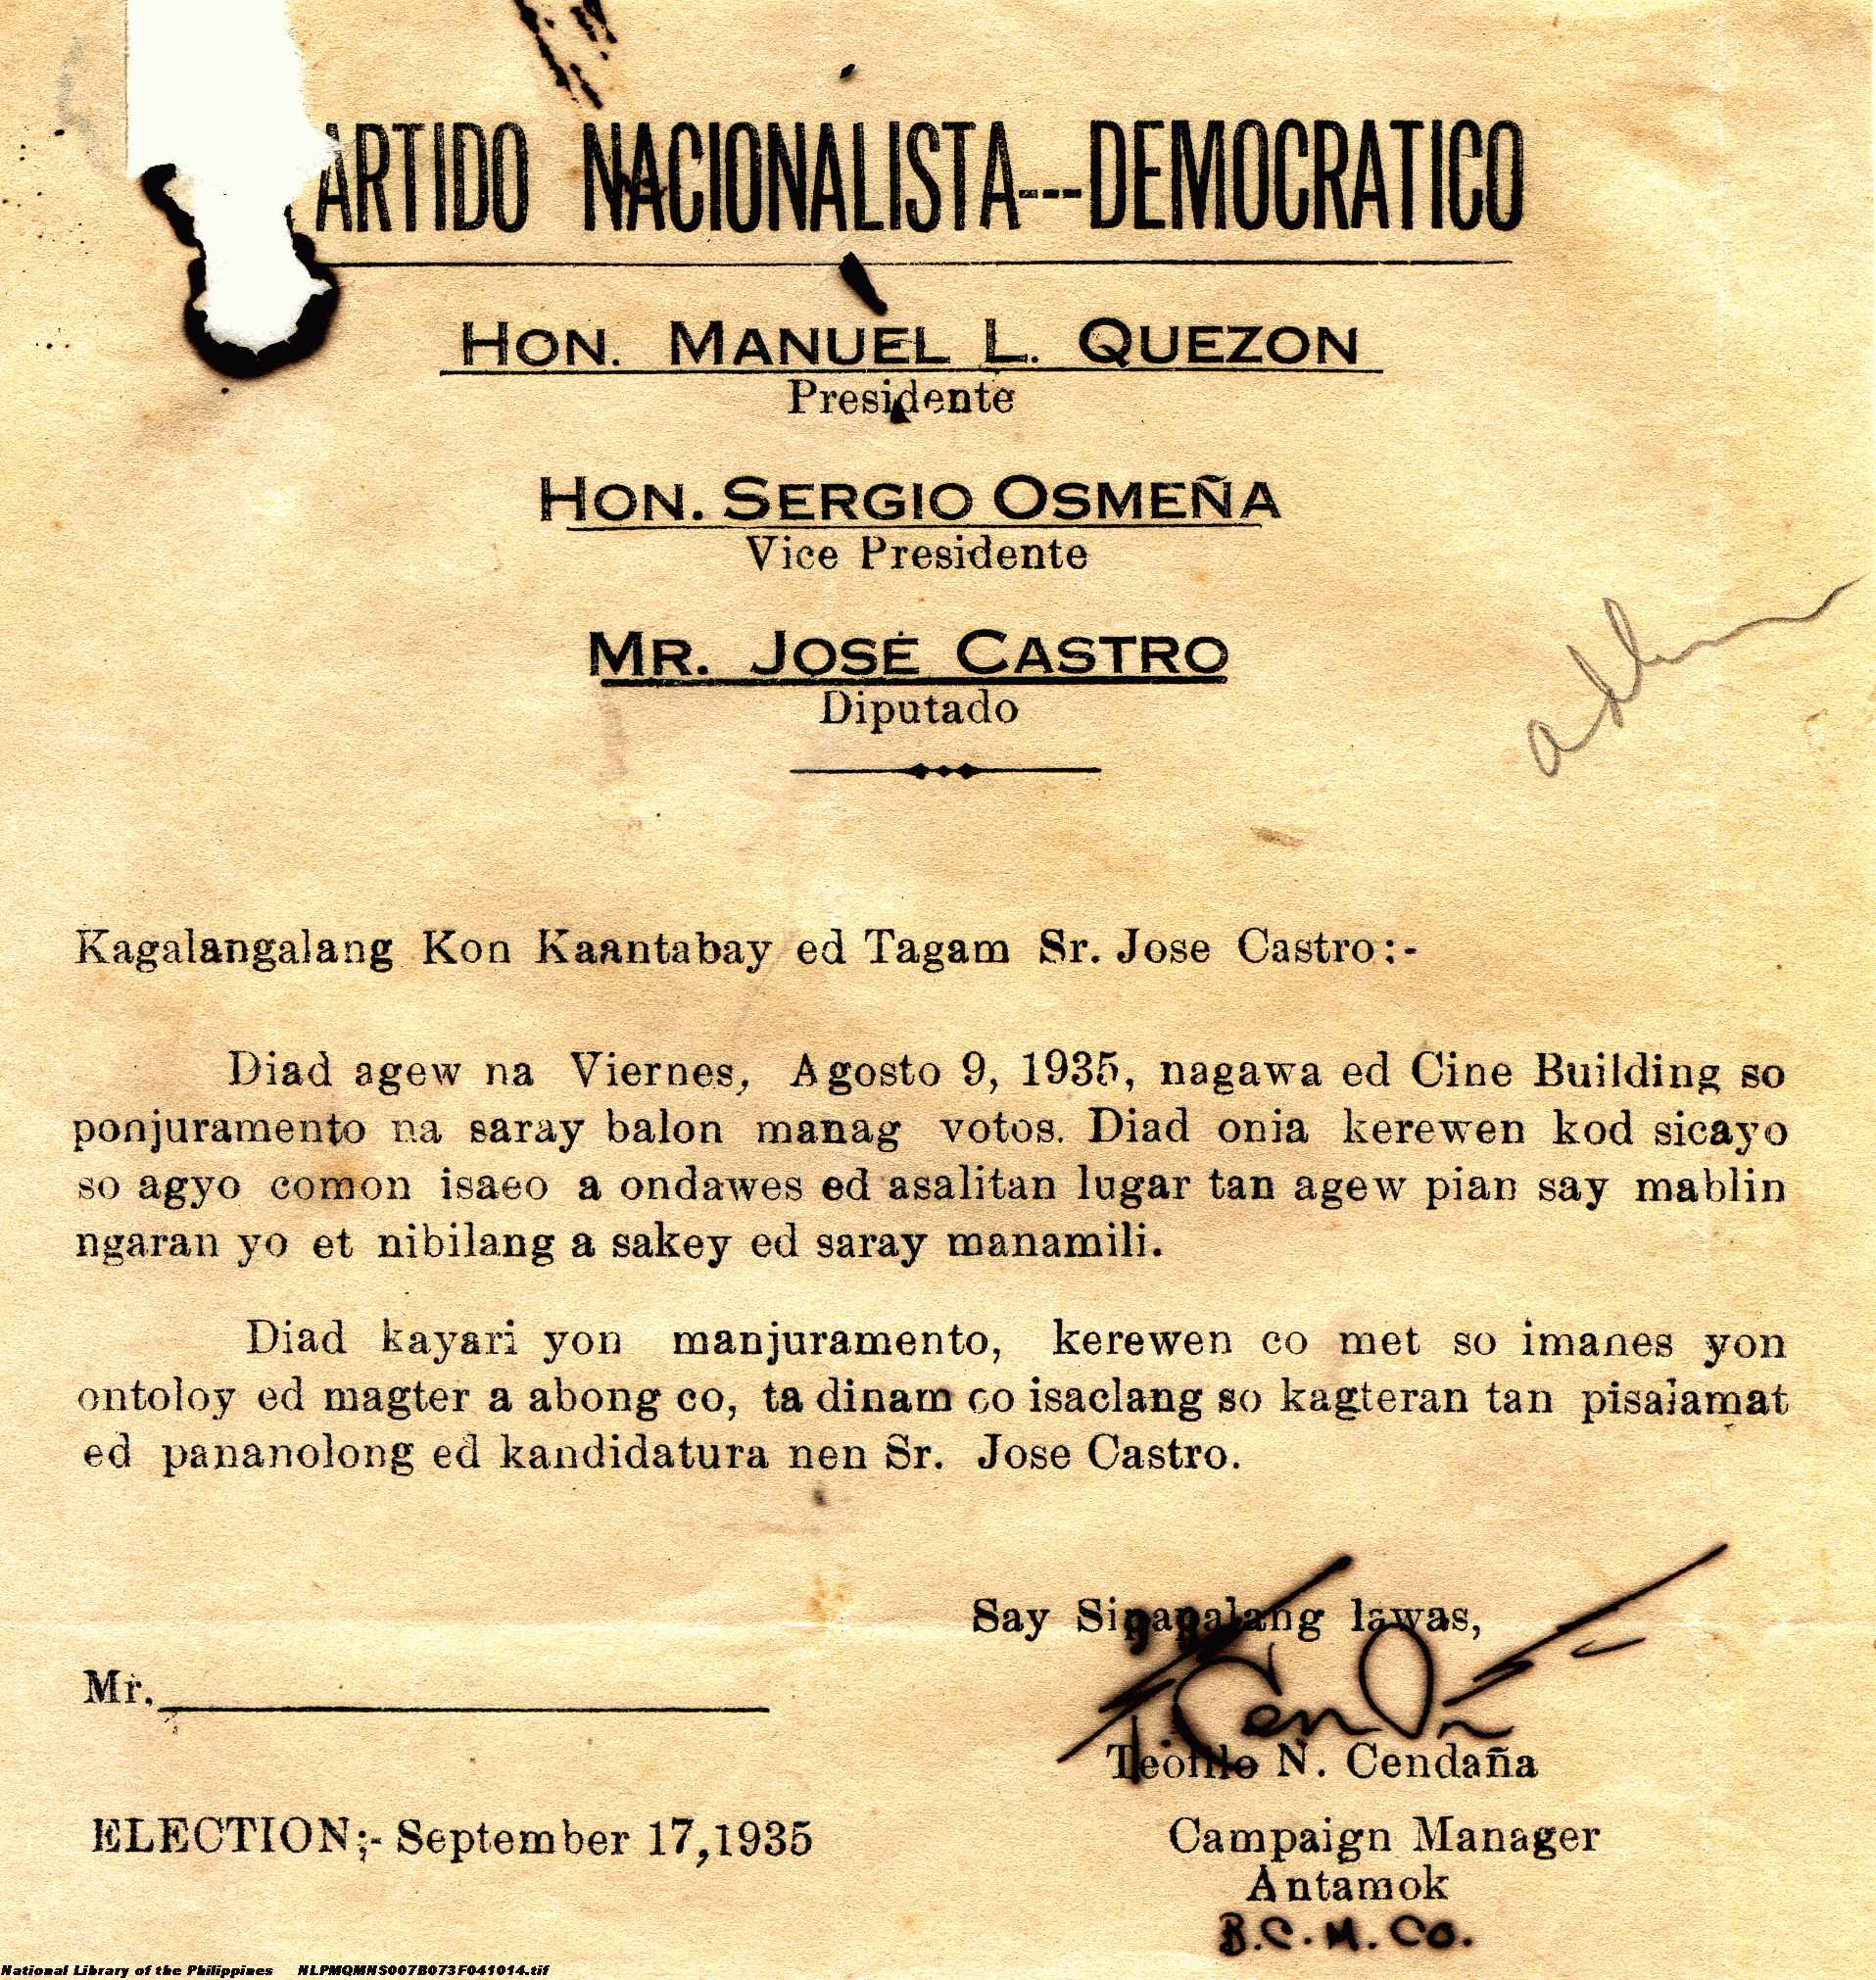 ARTIDO NACIONALISTA---DEMOCRATICO
HON. MANUEL L. QUEZON
Presidente
HON. SERGIO OSMEÑA
Vice Presidente
MR. JOSÉ CASTRO
Diputado
Kagalangalang Kon Kaantabay ed Tagam Sr. Jose Castro:-
Diad agew na Viernes, Agosto 9, 1935, nagawa ed Cine Building so
ponjuramento na saray balon manag votos. Diad onia kerewen kod sicayo
so agyo comon isaeo a ondawes ed asalitan lugar tan agew pian say mablin
ngaran yo et nibilang a sakey ed saray manamili.
Diad kayari yon manjuramento, kerewen co met so imanes yon
ontoloy ed magter a abong co, ta dinam co isaclang so kagteran tan pisalamat
ed pananolong ed kandidatura nen Sr. Jose Castro.
Say Sipapalang lawas,
Mr.
Teofilo N. Cendaña
ELECTION;- September 17,1935
Campaign Manager
Antamok
B.C.M.CO.
National Library of the Philippines NLPMQMNS007B073F041014.tif